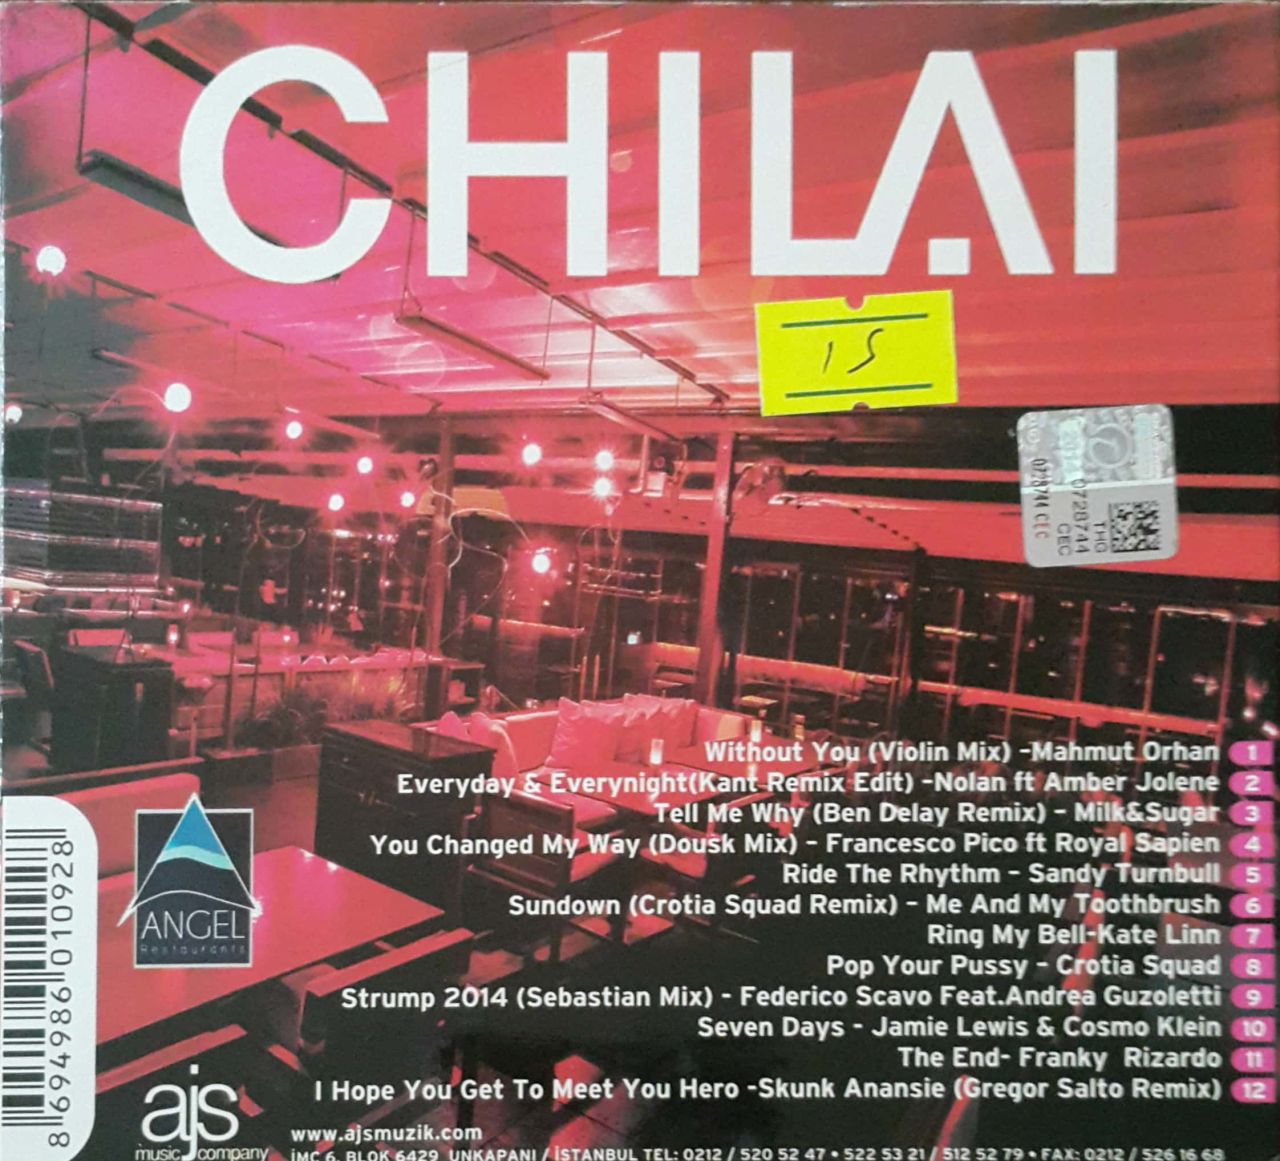 CHILAI
15
0728744 CEC
0728744
THG
CEC
Without You (Violin Mix) -Mahmut Orhan 1
Everyday & Everynight(Kant Remix Edit) -Nolan ft Amber Jolene 2
Tell Me Why (Ben Delay Remix) - Milk&Sugar 3
You Changed My Way (Dousk Mix) - Francesco Pico ft Royal Sapien 4
Ride The Rhythm - Sandy Turnbull 5
Sundown (Crotia Squad Remix) - Me And My Toothbrush 6
Ring My Bell-Kate Linn 7
Pop Your Pussy - Crotia Squad 8
Strump 2014 (Sebastian Mix) - Federico Scavo Feat.Andrea Guzoletti 9
Seven Days - Jamie Lewis & Cosmo Klein 10
The End- Franky Rizardo 11
I Hope You Get To Meet You Hero -Skunk Anansie (Gregor Salto Remix) 12
ANGEL
Restaurants
8 694986 010928
ajs
music company
www.ajsmuzik.com
İMC 6. BLOK 6429 UNKAPANI / İSTANBUL TEL: 0212 / 520 52 47 • 522 53 21 / 512 52 79 • FAX: 0212 / 526 16 68